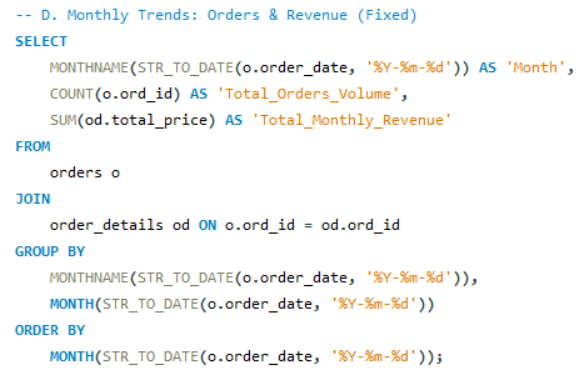 -- D. Monthly Trends: Orders & Revenue (Fixed)
SELECT
MONTHNAME(STR_TO_DATE(o.order_date, '%Y-%m-%d')) AS 'Month',
COUNT(o.ord_id) AS 'Total_Orders_Volume',
SUM(od.total_price) AS 'Total_Monthly_Revenue'
FROM
orders o
JOIN
order_details od ON o.ord_id = od.ord_id
GROUP BY
MONTHNAME(STR_TO_DATE(o.order_date, '%Y-%m-%d')),
MONTH(STR_TO_DATE(o.order_date, '%Y-%m-%d'))
ORDER BY
MONTH(STR_TO_DATE(o.order_date, '%Y-%m-%d'));